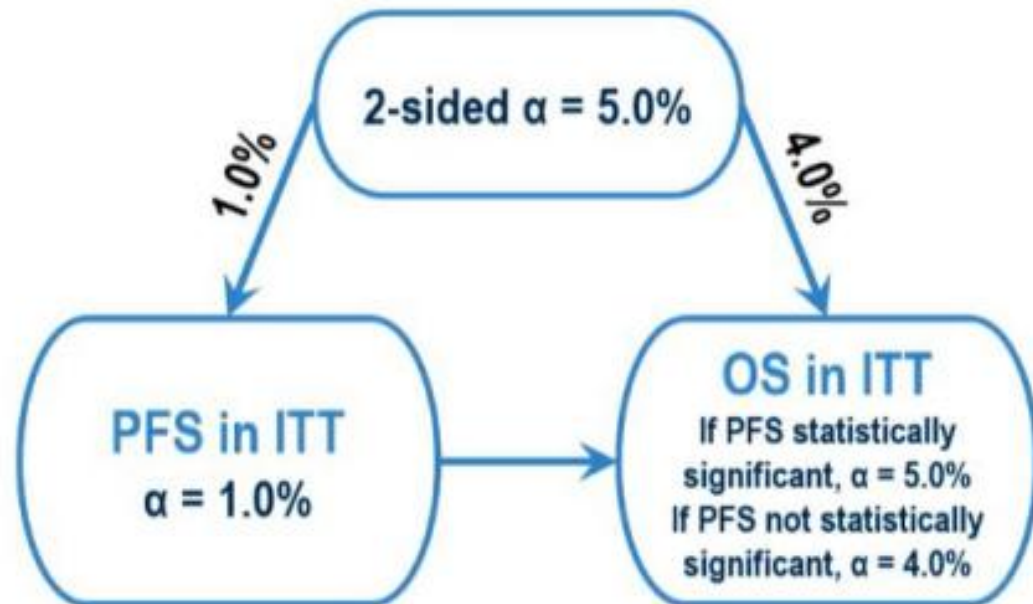 2-sided α = 5.0%
1.0%
4.0%
PFS in ITT
α = 1.0%
OS in ITT
If PFS statistically
significant, α = 5.0%
If PFS not statistically
significant, α = 4.0%